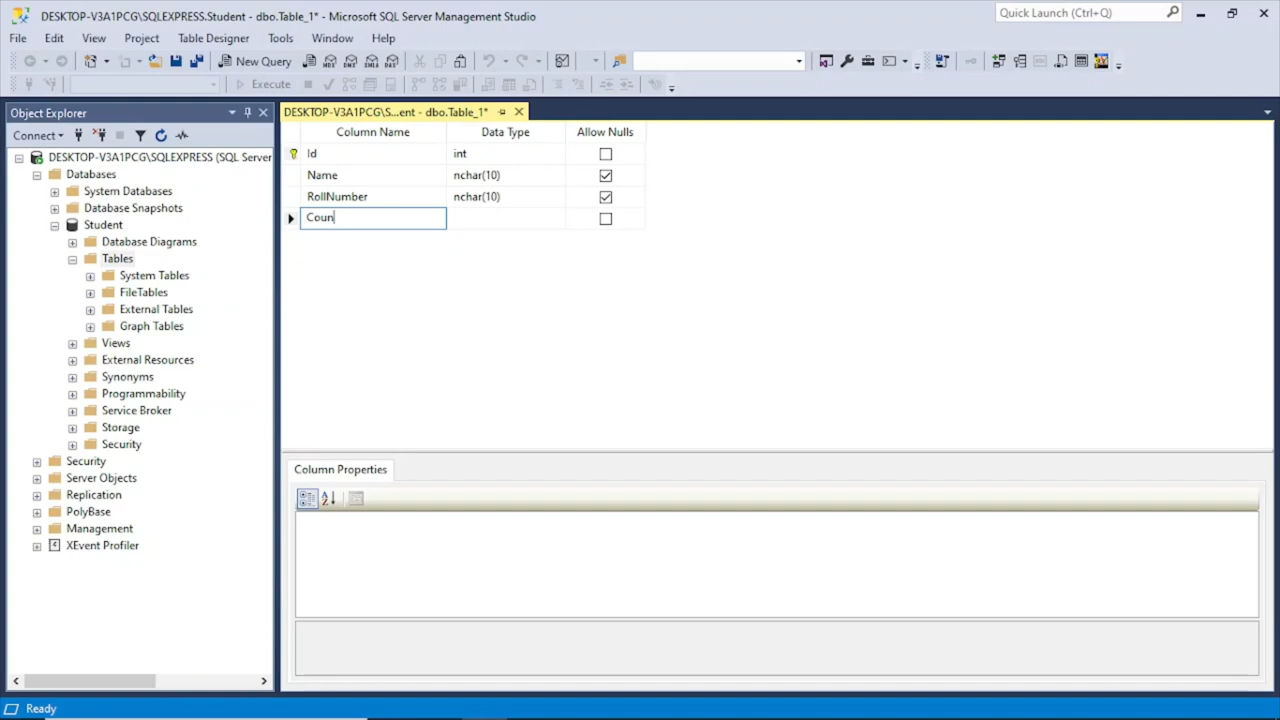 DESKTOP-V3A1PCG\SQLEXPRESS.Student - dbo.Table_1* - Microsoft SQL Server Management Studio
Quick Launch (Ctrl+Q)
File Edit View Project Table Designer Tools Window Help
New Query
Execute
Object Explorer
DESKTOP-V3A1PCG\S...ent - dbo.Table_1*
Connect
Column Name Data Type Allow Nulls
Id int
Name nchar(10)
RollNumber nchar(10)
Coun
DESKTOP-V3A1PCG\SQLEXPRESS (SQL Server
Databases
System Databases
Database Snapshots
Student
Database Diagrams
Tables
System Tables
FileTables
External Tables
Graph Tables
Views
External Resources
Synonyms
Programmability
Service Broker
Storage
Security
Security
Server Objects
Replication
PolyBase
Management
XEvent Profiler
Column Properties
Ready